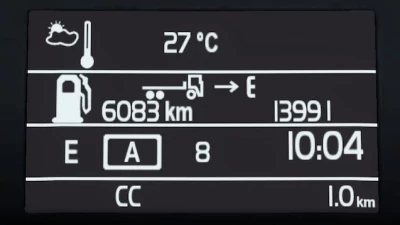 27 °C
→ E
6083 km 13991
E A 8 10:04
CC 1.0 km